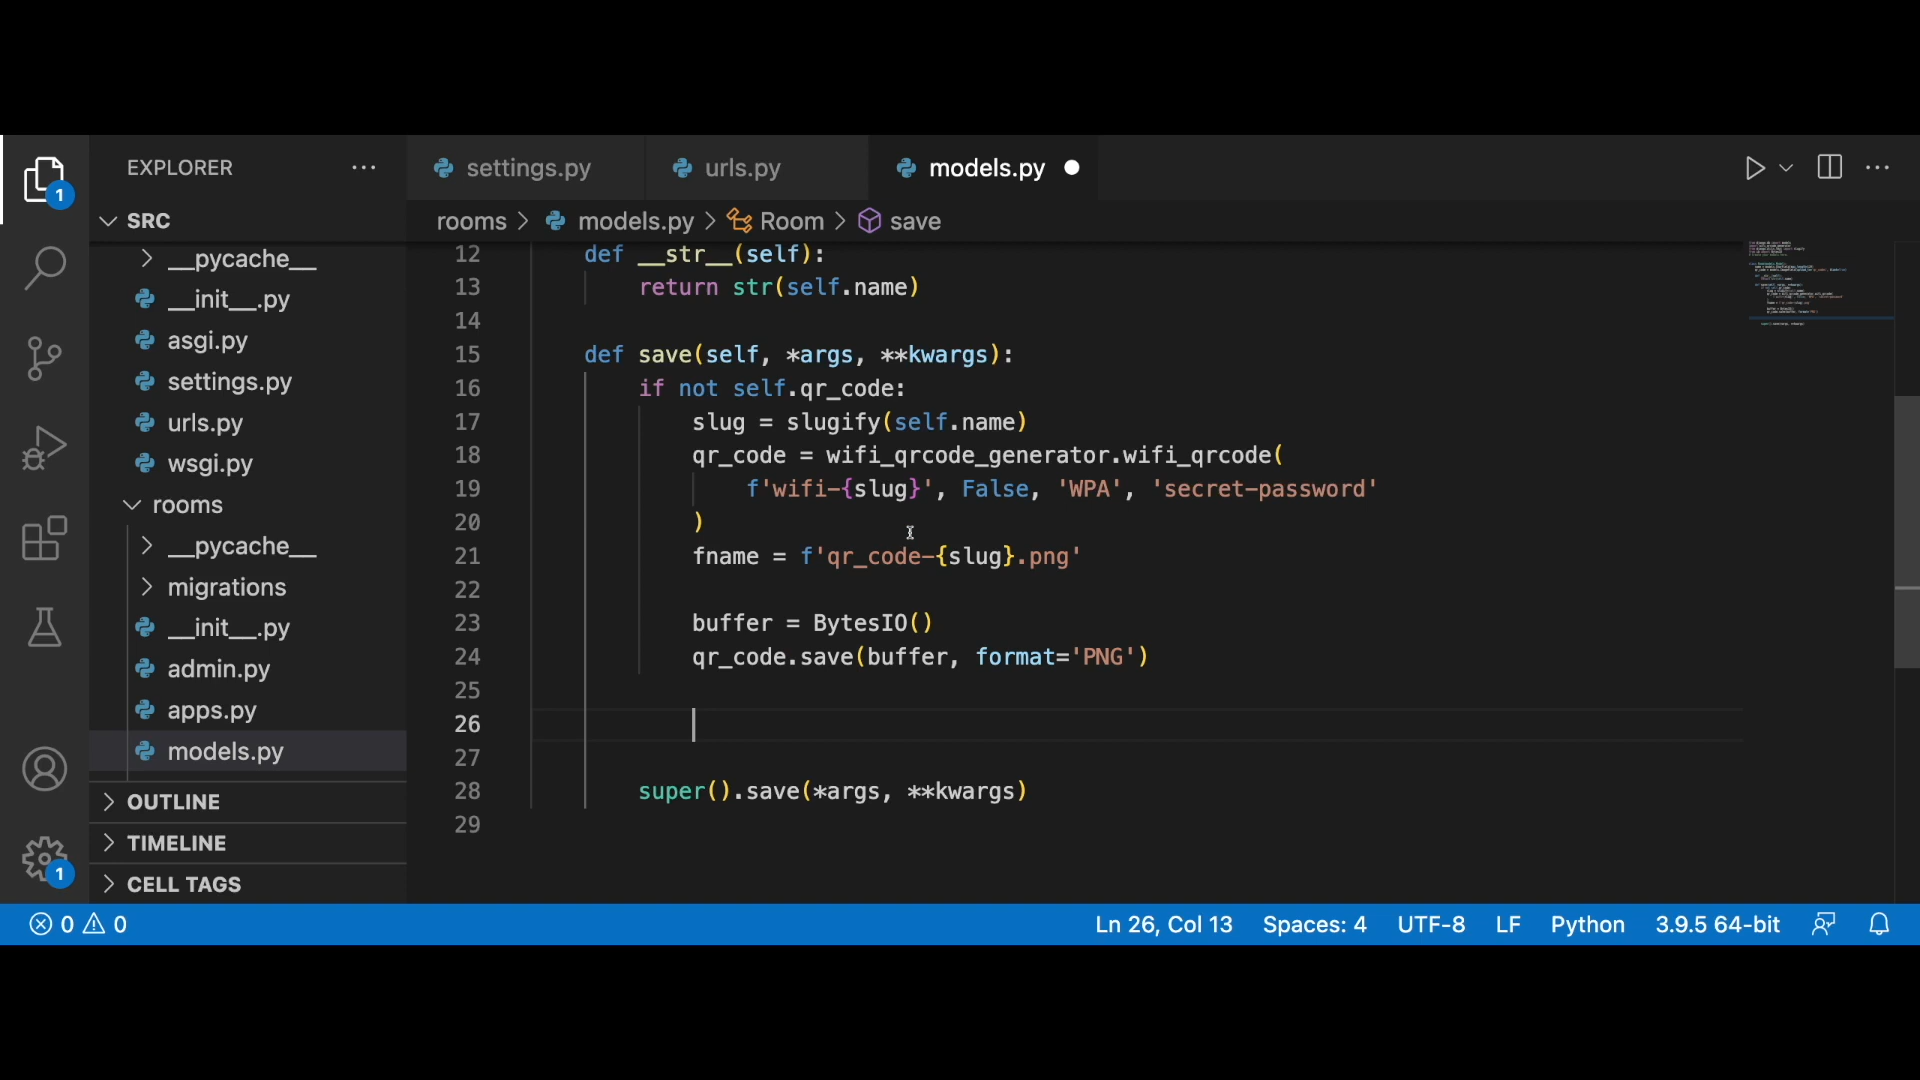 EXPLORER
settings.py
urls.py
models.py
1
SRC
rooms > models.py > Room > save
__pycache__
__init__.py
asgi.py
settings.py
urls.py
wsgi.py
rooms
__pycache__
migrations
__init__.py
admin.py
apps.py
models.py
OUTLINE
TIMELINE
CELL TAGS
1
12 def __str__(self):
13 return str(self.name)
14
15 def save(self, *args, **kwargs):
16 if not self.qr_code:
17 slug = slugify(self.name)
18 qr_code = wifi_qrcode_generator.wifi_qrcode(
19 f'wifi-{slug}', False, 'WPA', 'secret-password'
20 )
21 fname = f'qr_code-{slug}.png'
22
23 buffer = BytesIO()
24 qr_code.save(buffer, format='PNG')
25
26
27
28 super().save(*args, **kwargs)
29
0 0
Ln 26, Col 13 Spaces: 4 UTF-8 LF Python 3.9.5 64-bit